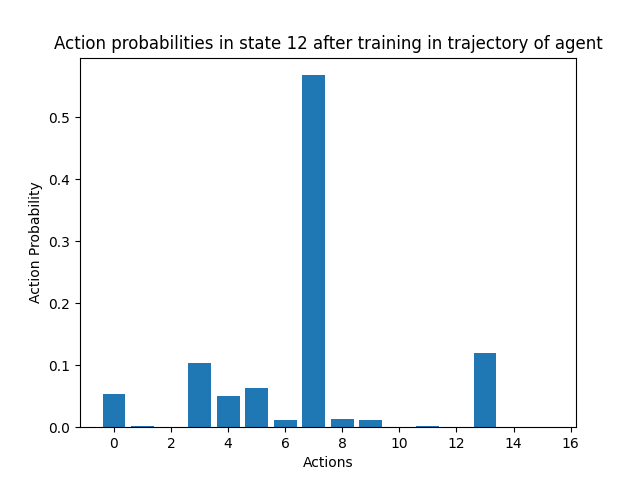 Action probabilities in state 12 after training in trajectory of agent
0.5
0.4
0.3
0.2
0.1
0.0
Action Probability
0 2 4 6 8 10 12 14 16
Actions